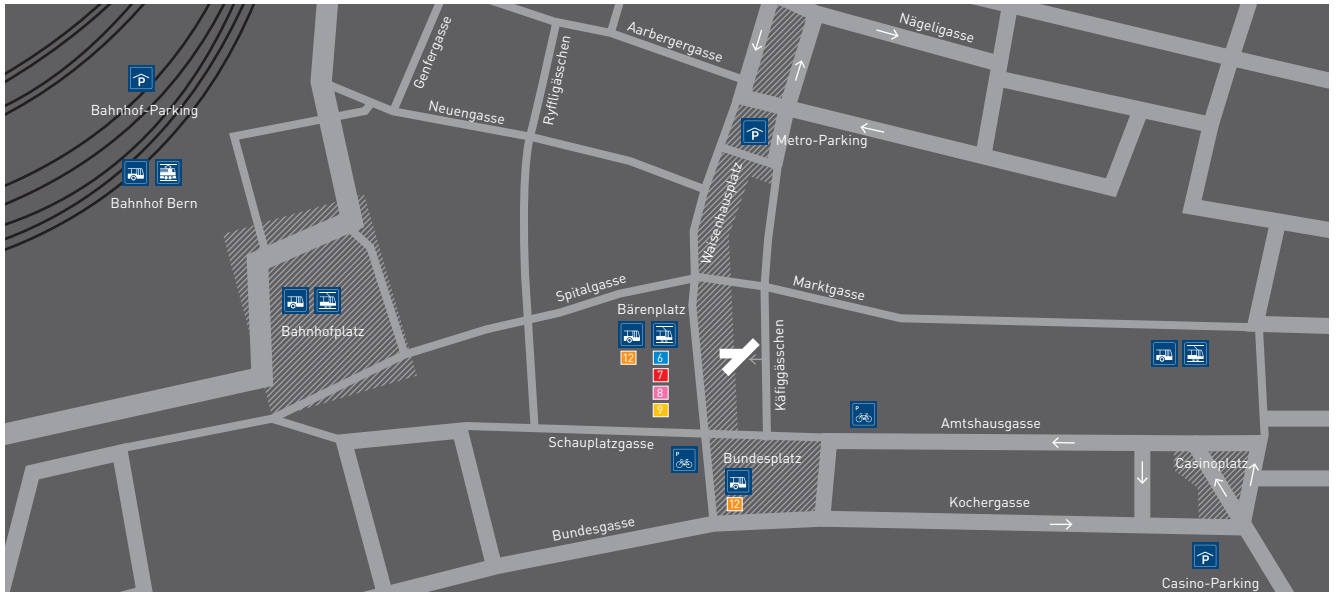 Nägeligasse
Aarbergergasse
Genfergasse
Ryffligässchen
P
Bahnhof-Parking
Neuengasse
P
Metro-Parking
Bahnhof Bern
Waisenhausplatz
Spitalgasse
Marktgasse
Bärenplatz
Bahnhofplatz
12
6
7
8
9
Käfiggässchen
P
Amtshausgasse
Schauplatzgasse
P
Bundesplatz
Casinoplatz
12
Kochergasse
Bundesgasse
P
Casino-Parking